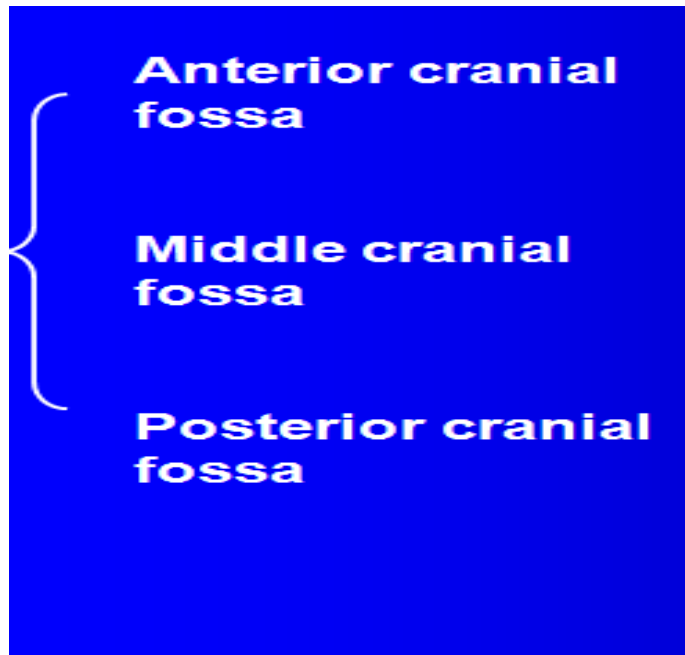 Anterior cranial
fossa
Middle cranial
fossa
Posterior cranial
fossa